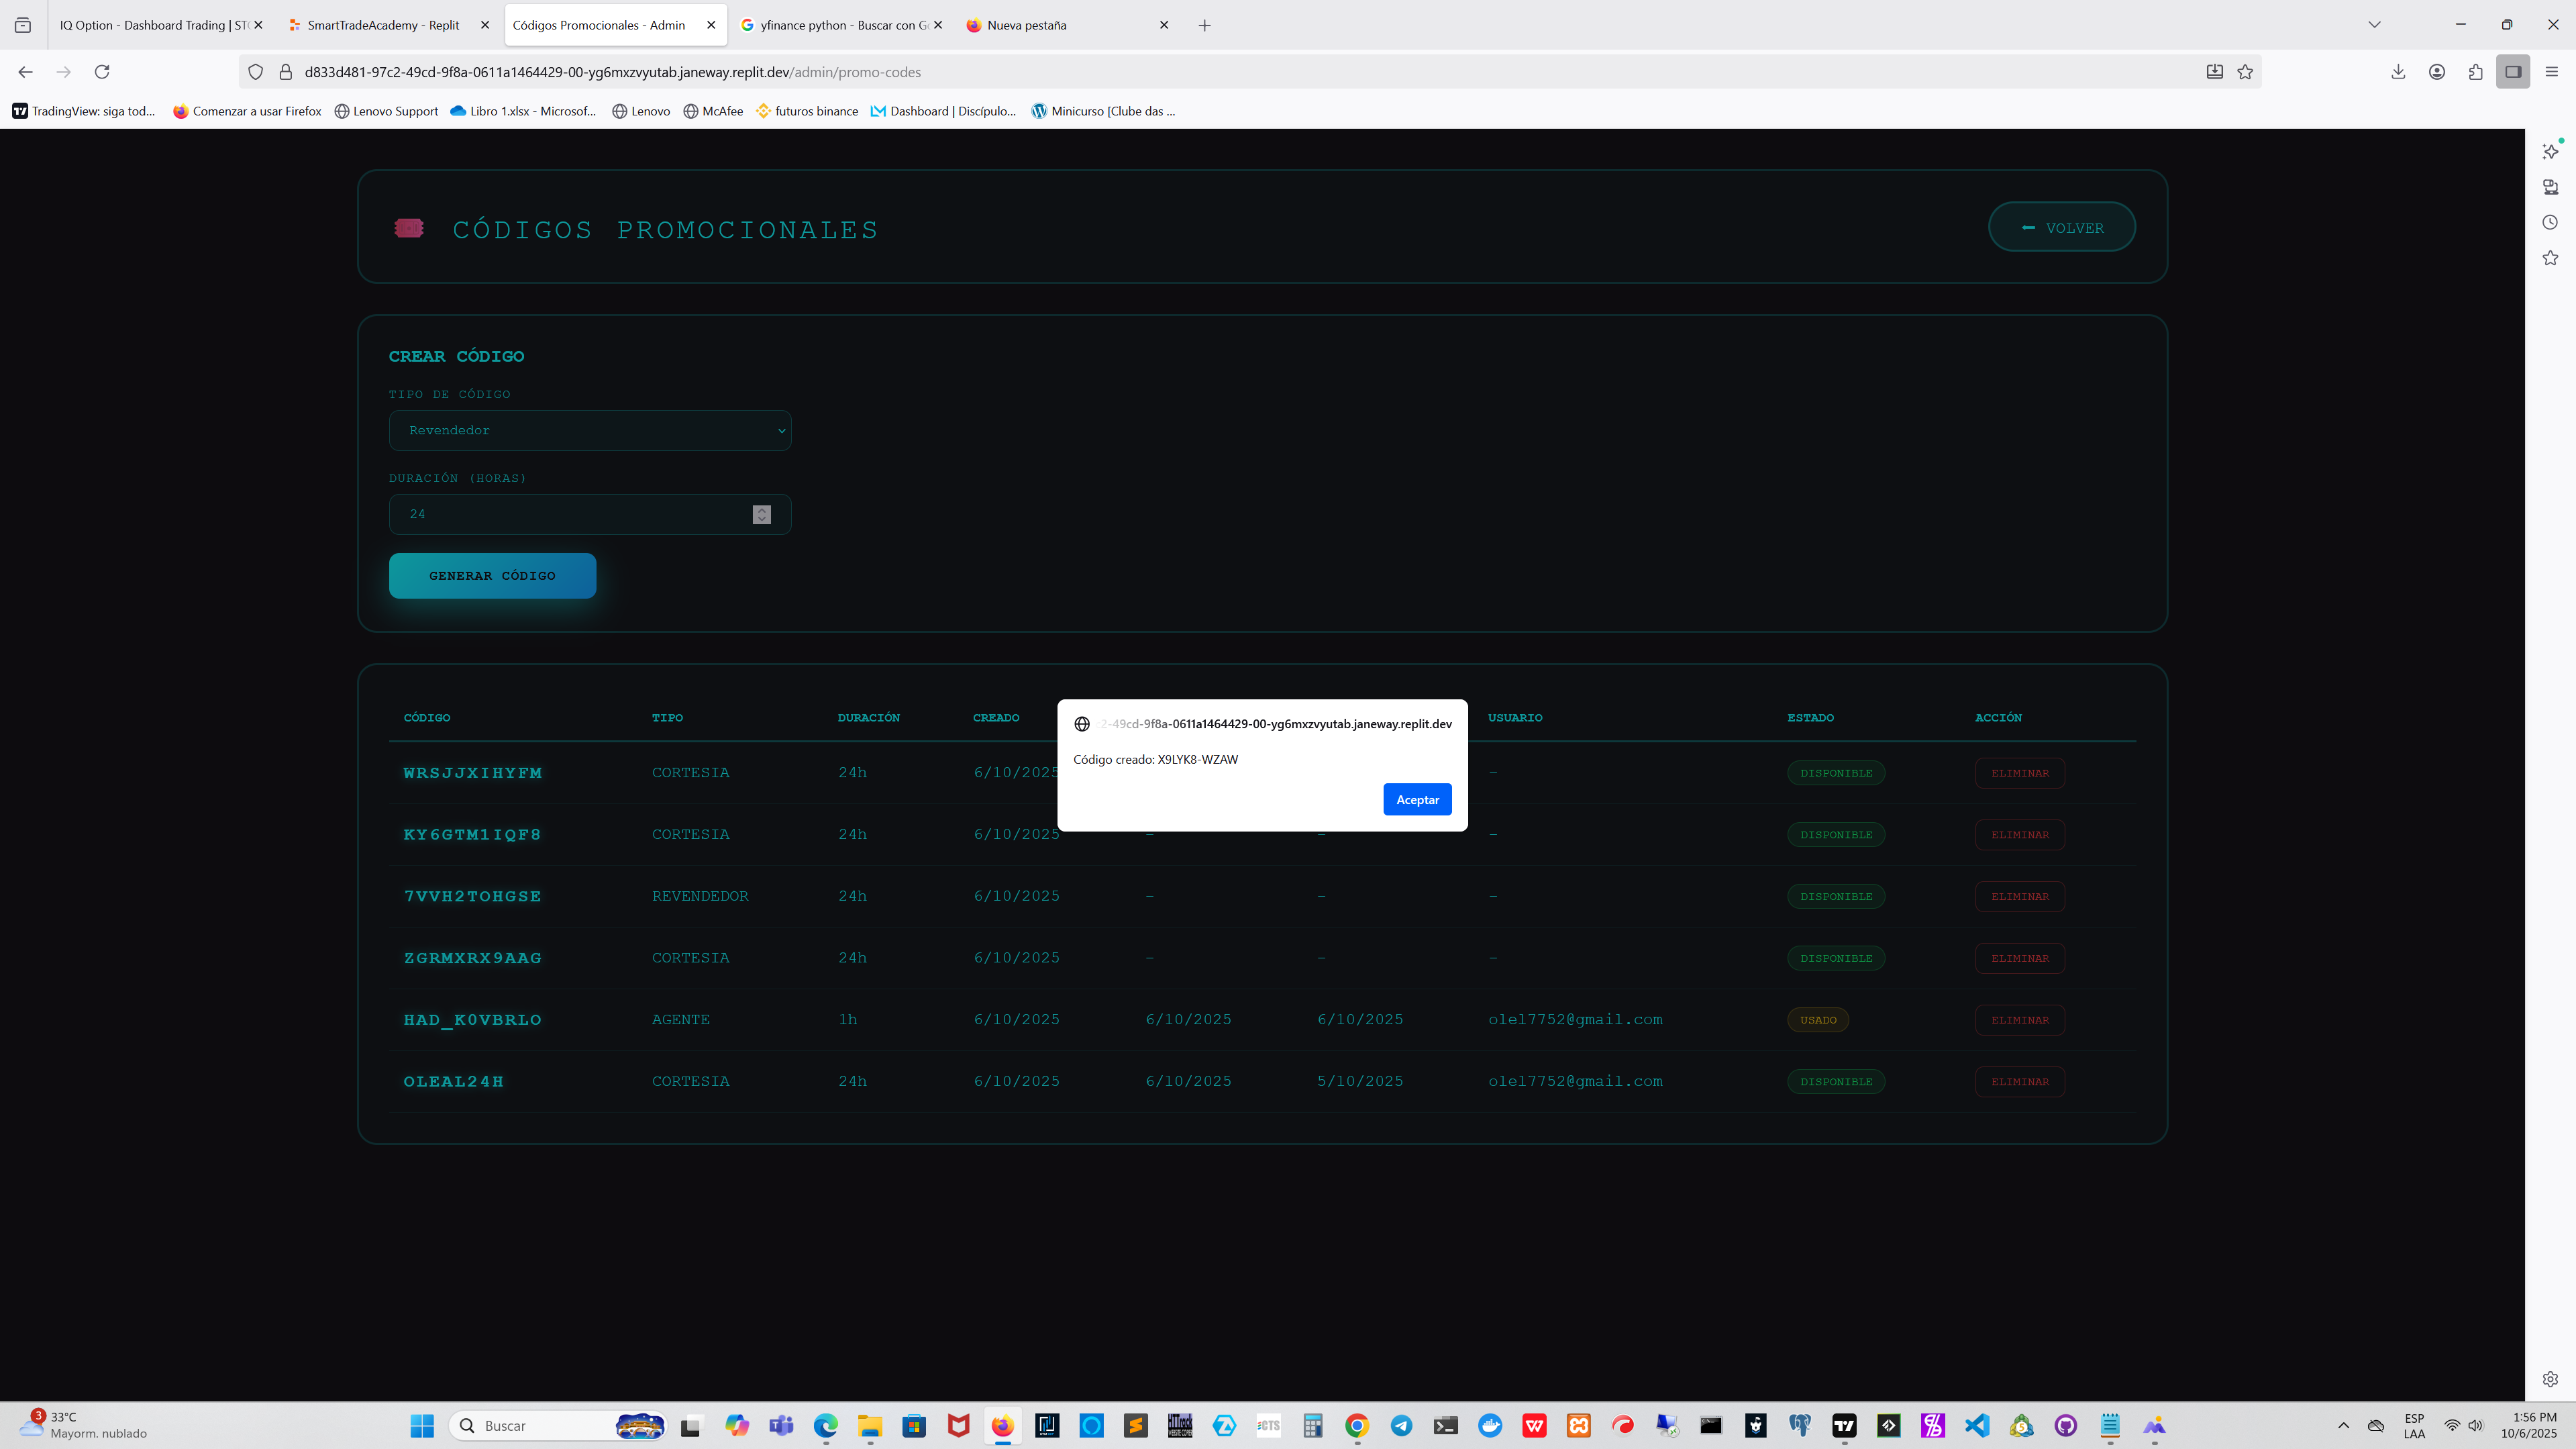 IQ Option - Dashboard Trading | ST
SmartTradeAcademy - Replit
Códigos Promocionales - Admin
yfinance python - Buscar con G
Nueva pestaña
d833d481-97c2-49cd-9f8a-0611a1464429-00-yg6mxzvyutab.janeway.replit.dev/admin/promo-codes
TradingView: siga tod...
Comenzar a usar Firefox
Lenovo Support
Libro 1.xlsx - Microsof...
Lenovo
McAfee
futuros binance
Dashboard | Discípulo...
Minicurso [Clube das ...
CÓDIGOS PROMOCIONALES
VOLVER
CREAR CÓDIGO
TIPO DE CÓDIGO
Revendedor
DURACIÓN (HORAS)
24
GENERAR CÓDIGO
CÓDIGO TIPO DURACIÓN CREADO USUARIO ESTADO ACCIÓN
WRSJJXIHYFM CORTESIA 24h 6/10/2025 - DISPONIBLE ELIMINAR
KY6GTM1IQF8 CORTESIA 24h 6/10/2025 - - - DISPONIBLE ELIMINAR
7VVH2TOHGSE REVENDEDOR 24h 6/10/2025 - - - DISPONIBLE ELIMINAR
ZGRMXRX9AAG CORTESIA 24h 6/10/2025 - - - DISPONIBLE ELIMINAR
HAD_K0VBRLO AGENTE 1h 6/10/2025 6/10/2025 6/10/2025 olel7752@gmail.com USADO ELIMINAR
OLEAL24H CORTESIA 24h 6/10/2025 6/10/2025 5/10/2025 olel7752@gmail.com DISPONIBLE ELIMINAR
2-49cd-9f8a-0611a1464429-00-yg6mxzvyutab.janeway.replit.dev
Código creado: X9LYK8-WZAW
Aceptar
3
33°C
Mayorm. nublado
Buscar
CTS
ESP
LAA
1:56 PM
10/6/2025